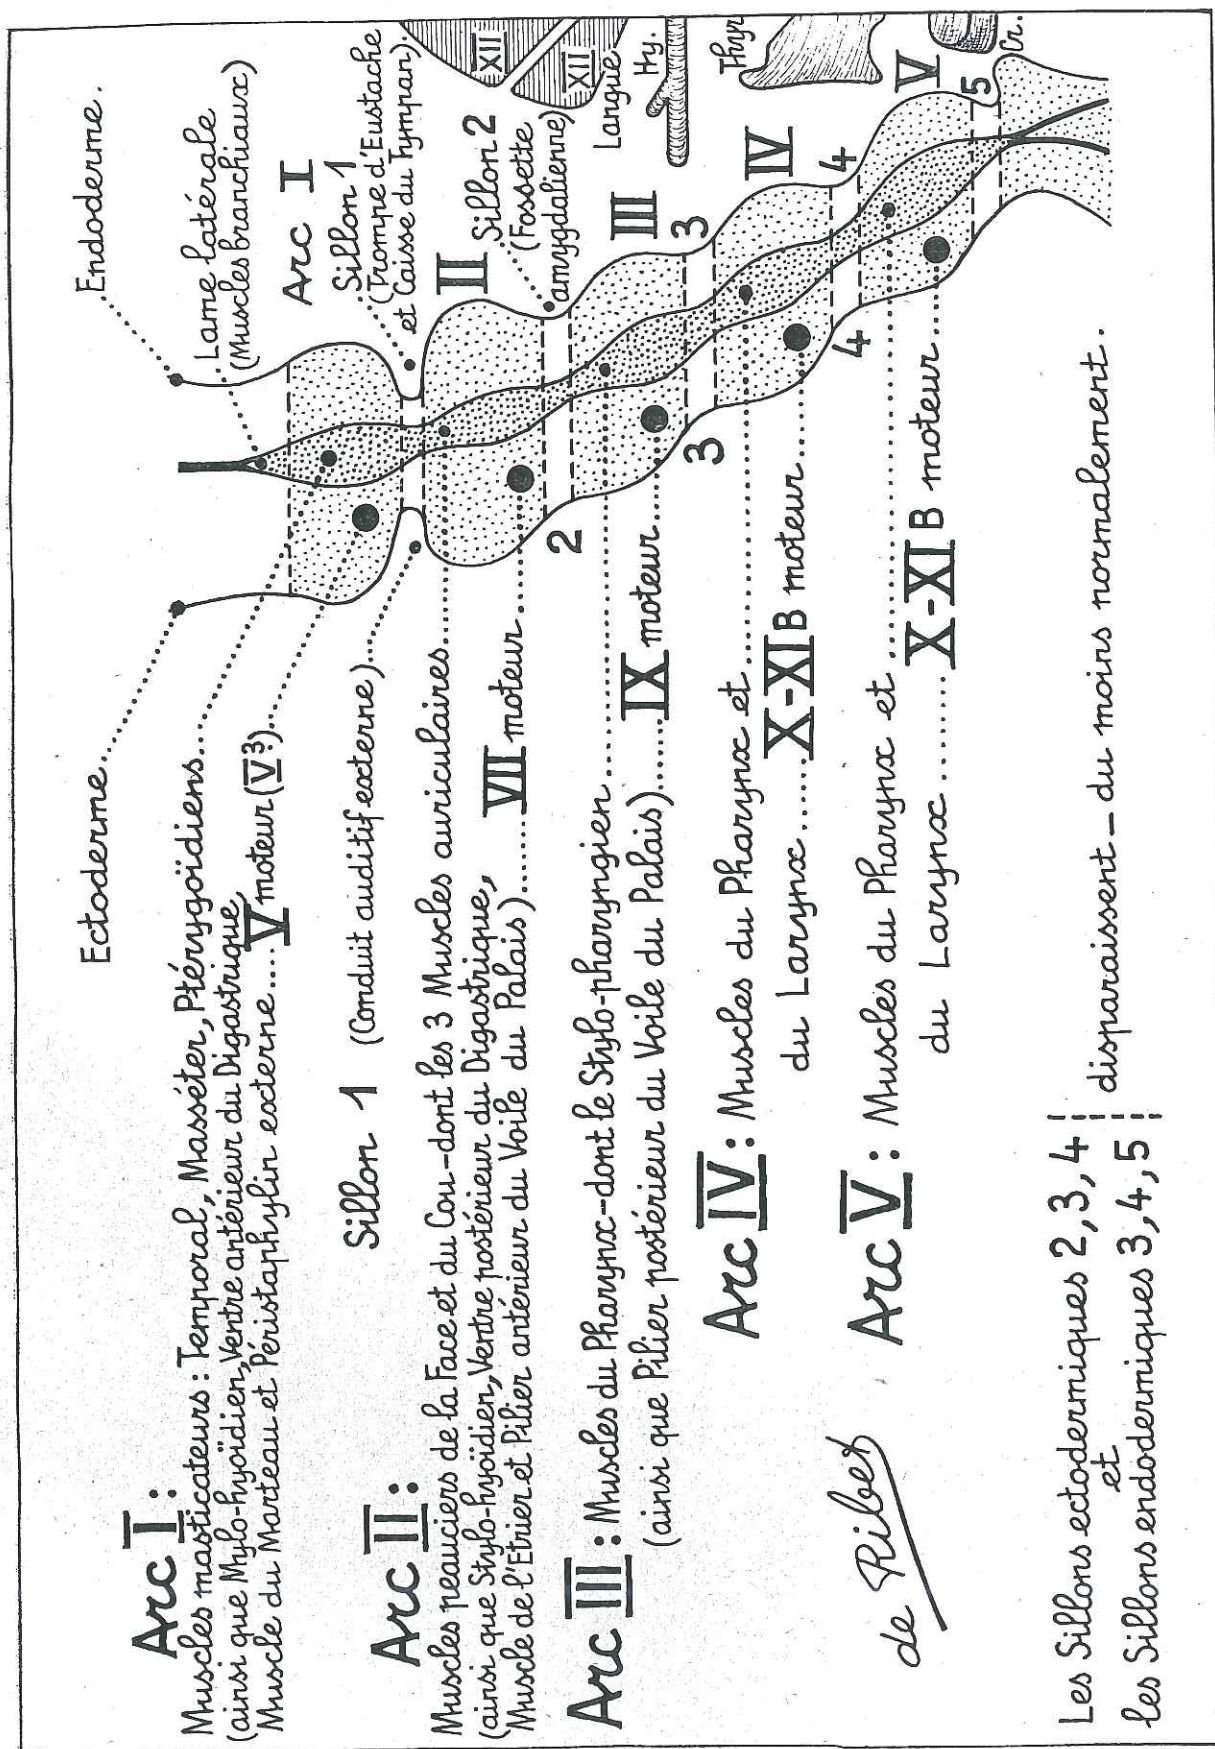 Ectoderme
Endoderme.
Lame latérale
(Muscles branchiaux)
Arc I
Sillon 1
(Trompe d'Eustache
et Caisse du Tympan).
II
Sillon 2
(Fossette
amygdalienne)
XII
XII
Langue
Hy.
III
Thyr
IV
V
Cr.
2
3
3
4
4
5
Arc I :
Muscles masticateurs : Temporal, Masséter, Ptérygoïdiens
(ainsi que Mylo-hyoïdien, Ventre antérieur du Digastrique,
Muscle du Marteau et Péristaphylin externe.... V moteur (V3)
Sillon 1 (Conduit auditif externe)
Arc II :
Muscles peauciers de la Face et du Cou-dont les 3 Muscles auriculaires
(ainsi que Stylo-hyoïdien, Ventre postérieur du Digastrique,
Muscle de l'Etrier et Pilier antérieur du Voile du Palais)...... VII moteur
Arc III : Muscles du Pharynx-dont le Stylo-pharyngien
(ainsi que Pilier postérieur du Voile du Palais)...... IX moteur
Arc IV : Muscles du Pharynx et
du Larynx...... X-XI B moteur
Arc V : Muscles du Pharynx et
du Larynx....... X-XI B moteur
de Ribet
Les Sillons ectodermiques 2, 3, 4
et
les Sillons endodermiques 3, 4, 5
disparaissent _ du moins normalement.